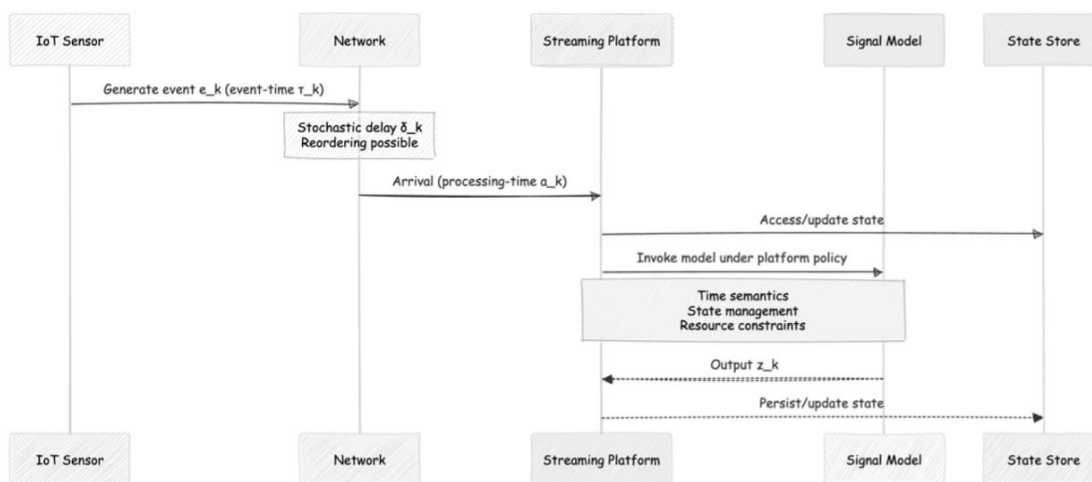 IoT Sensor
Network
Streaming Platform
Signal Model
State Store
Generate event e_k (event-time τ_k)
Stochastic delay δ_k
Reordering possible
Arrival (processing-time a_k)
Access/update state
Invoke model under platform policy
Time semantics
State management
Resource constraints
Output z_k
Persist/update state
IoT Sensor
Network
Streaming Platform
Signal Model
State Store